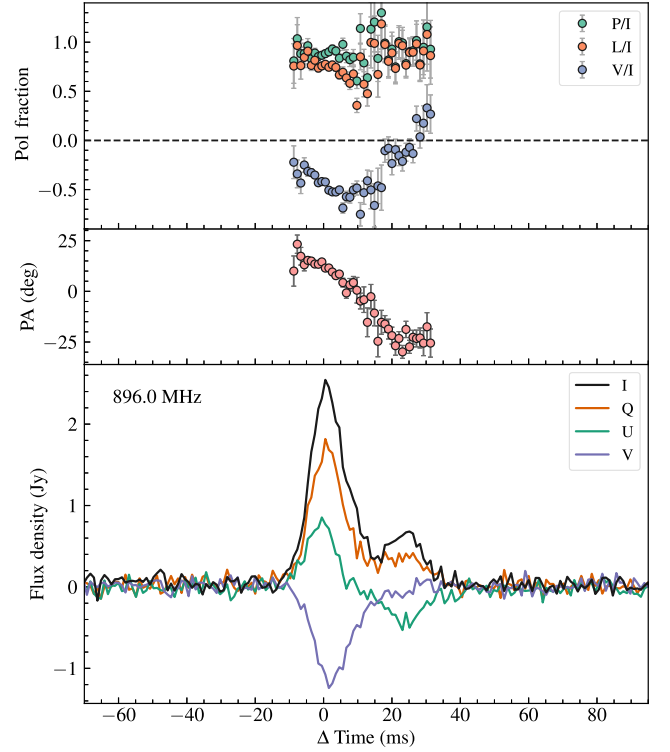 1.0
0.5
0.0
−0.5
Pol fraction
P/I
L/I
V/I
25
0
−25
PA (deg)
896.0 MHz
I
Q
U
V
2
1
0
−1
Flux density (Jy)
−60
−40
−20
0
20
40
60
80
Δ Time (ms)